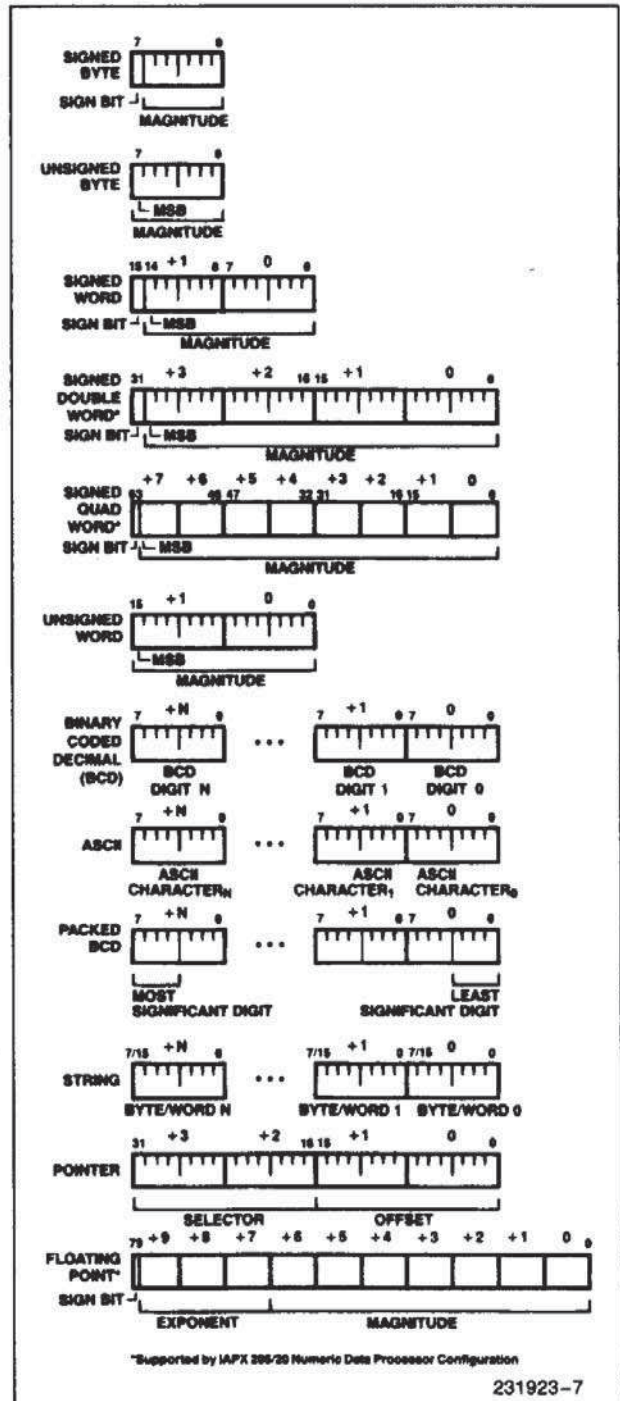 7 0
SIGNED
BYTE
SIGN BIT
MAGNITUDE
7 0
UNSIGNED
BYTE
MSB
MAGNITUDE
15 14 +1 8 7 0 0
SIGNED
WORD
SIGN BIT MSB
MAGNITUDE
SIGNED 31 +3 +2 16 15 +1 0 0
DOUBLE
WORD*
SIGN BIT MSB
MAGNITUDE
SIGNED +7 +6 +5 +4 +3 +2 +1 0
QUAD 63 48 47 32 31 16 15 0
WORD*
SIGN BIT MSB
MAGNITUDE
15 +1 0 0
UNSIGNED
WORD
MSB
MAGNITUDE
BINARY 7 +N 0 7 +1 0 7 0 0
CODED • • •
DECIMAL
(BCD) BCD BCD BCD
DIGIT N DIGIT 1 DIGIT 0
7 +N 0 7 +1 0 7 0 0
ASCII • • •
ASCII ASCII ASCII
CHARACTERN CHARACTER1 CHARACTER0
PACKED 7 +N 0 7 +1 0 7 0 0
BCD • • •
MOST LEAST
SIGNIFICANT DIGIT SIGNIFICANT DIGIT
7/15 +N 0 7/15 +1 0 7/15 0 0
STRING • • •
BYTE/WORD N BYTE/WORD 1 BYTE/WORD 0
31 +3 +2 16 15 +1 0 0
POINTER
SELECTOR OFFSET
79 +9 +8 +7 +6 +5 +4 +3 +2 +1 0 0
FLOATING
POINT*
SIGN BIT
EXPONENT MAGNITUDE
*Supported by IAPX 286/20 Numeric Data Processor Configuration
231923-7